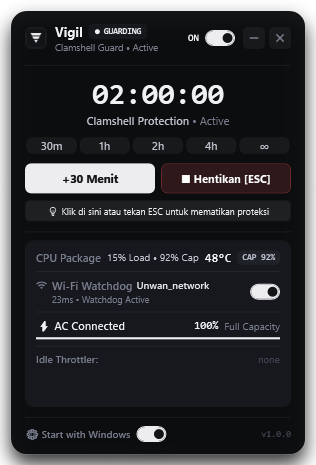 Vigil • GUARDING ON
Clamshell Guard • Active
02:00:00
Clamshell Protection • Active
30m 1h 2h 4h ∞
+30 Menit Hentikan [ESC]
Klik di sini atau tekan ESC untuk mematikan proteksi
CPU Package 15% Load • 92% Cap 48°C CAP 92%
Wi-Fi Watchdog Unwan_network
23ms • Watchdog Active
AC Connected 100% Full Capacity
Idle Throttler: none
Start with Windows v1.0.0